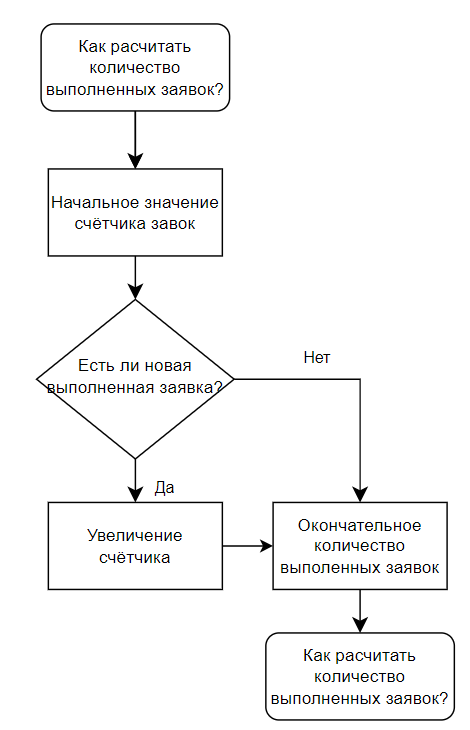 Как расчитать
количество
выполненных заявок?
Начальное значение
счётчика завок
Есть ли новая
выполненная заявка?
Нет
Да
Увеличение
счётчика
Окончательное
количество
выполенных заявок
Как расчитать
количество
выполненных заявок?